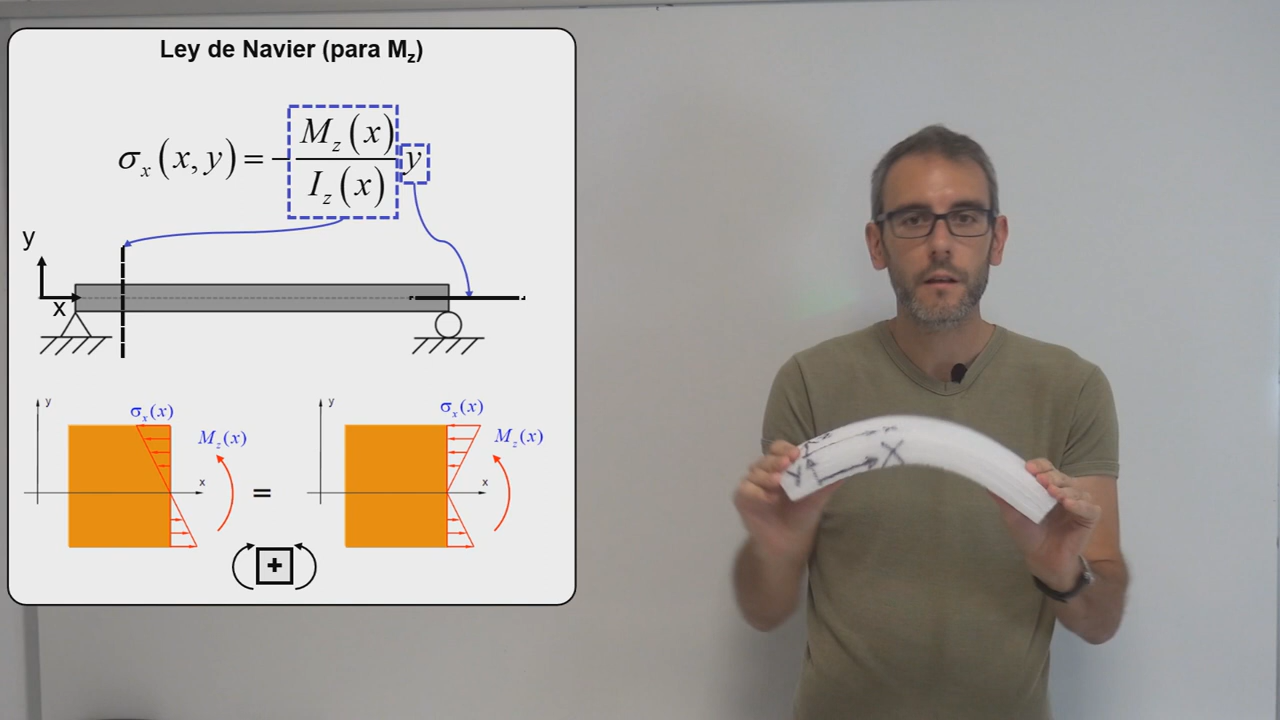 Ley de Navier (para Mz)
σx(x, y) = − Mz(x) / Iz(x) y
y
x
y
σx(x)
Mz(x)
x
=
y
σx(x)
Mz(x)
x
+
Y
X